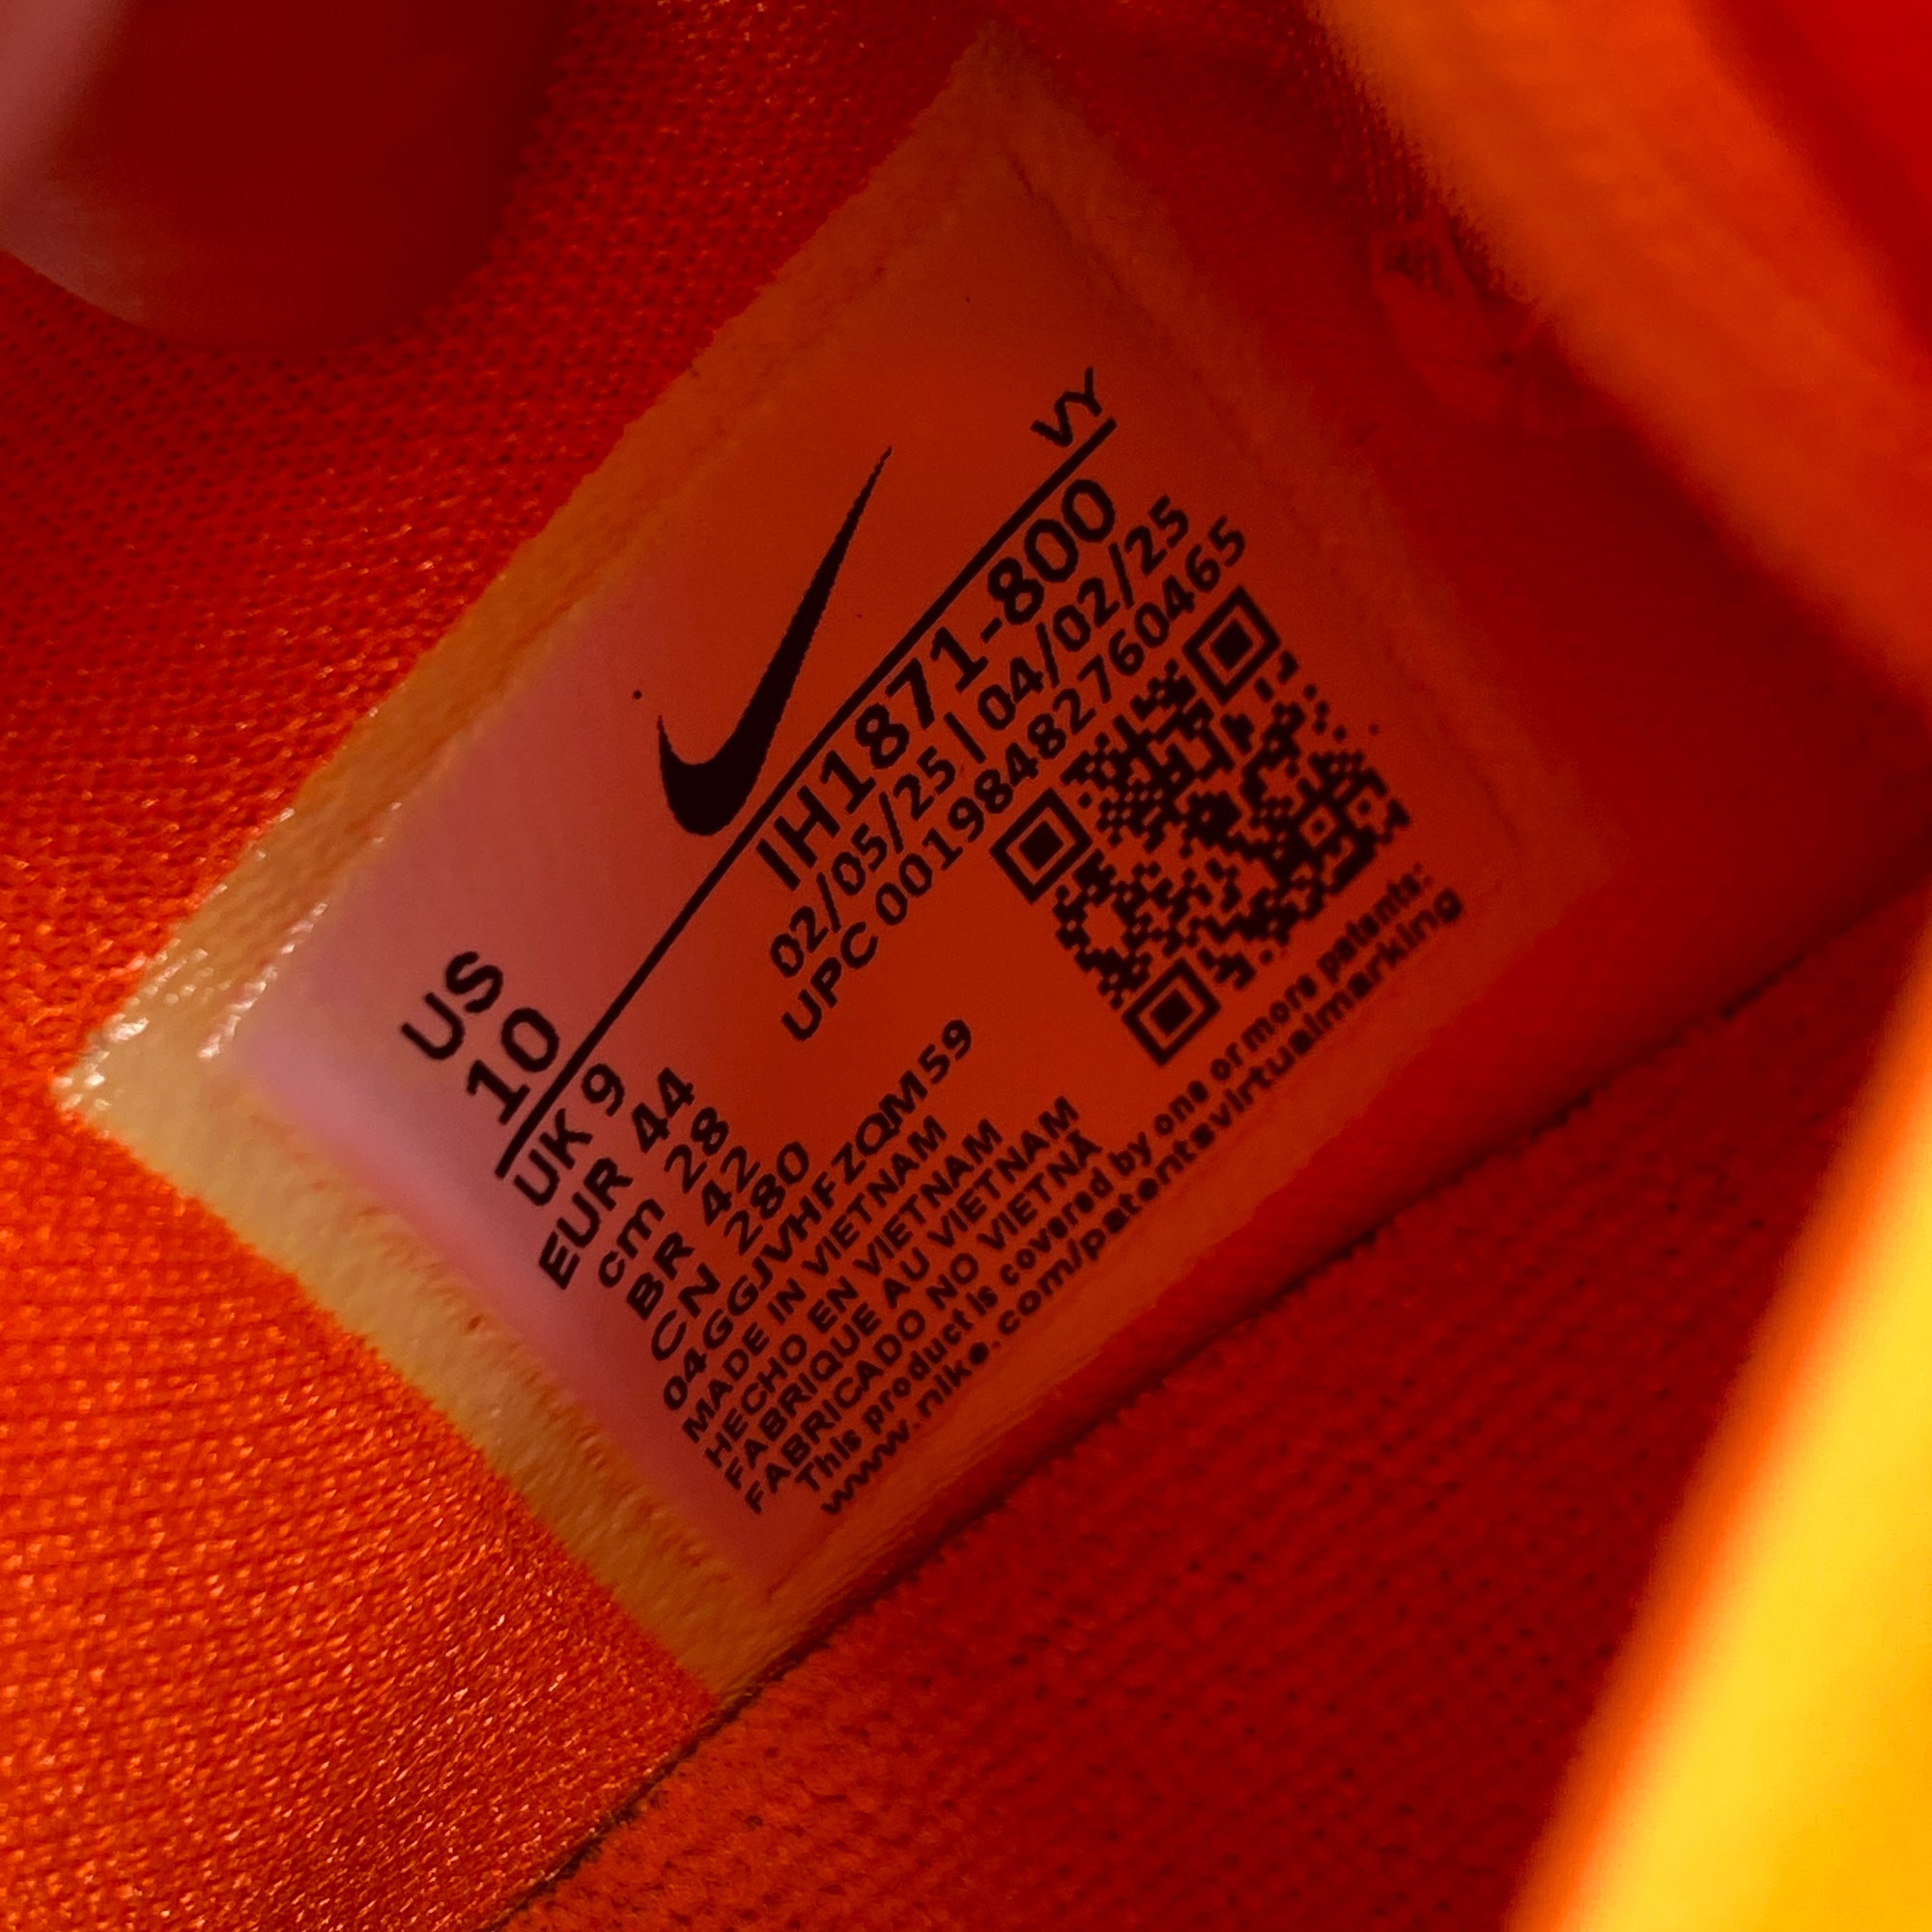 US
10
VY
UK 9
EUR 44
cm 28
BR 42
CN 280
IH1871-800
02/05/25 | 04/02/25
UPC 00198482760465
04GGJVHFZQM59
MADE IN VIETNAM
HECHO EN VIETNAM
FABRIQUE AU VIETNAM
FABRICADO NO VIETNÃ
This product is covered by one or more patents:
www.nike.com/patentsvirtualmarking